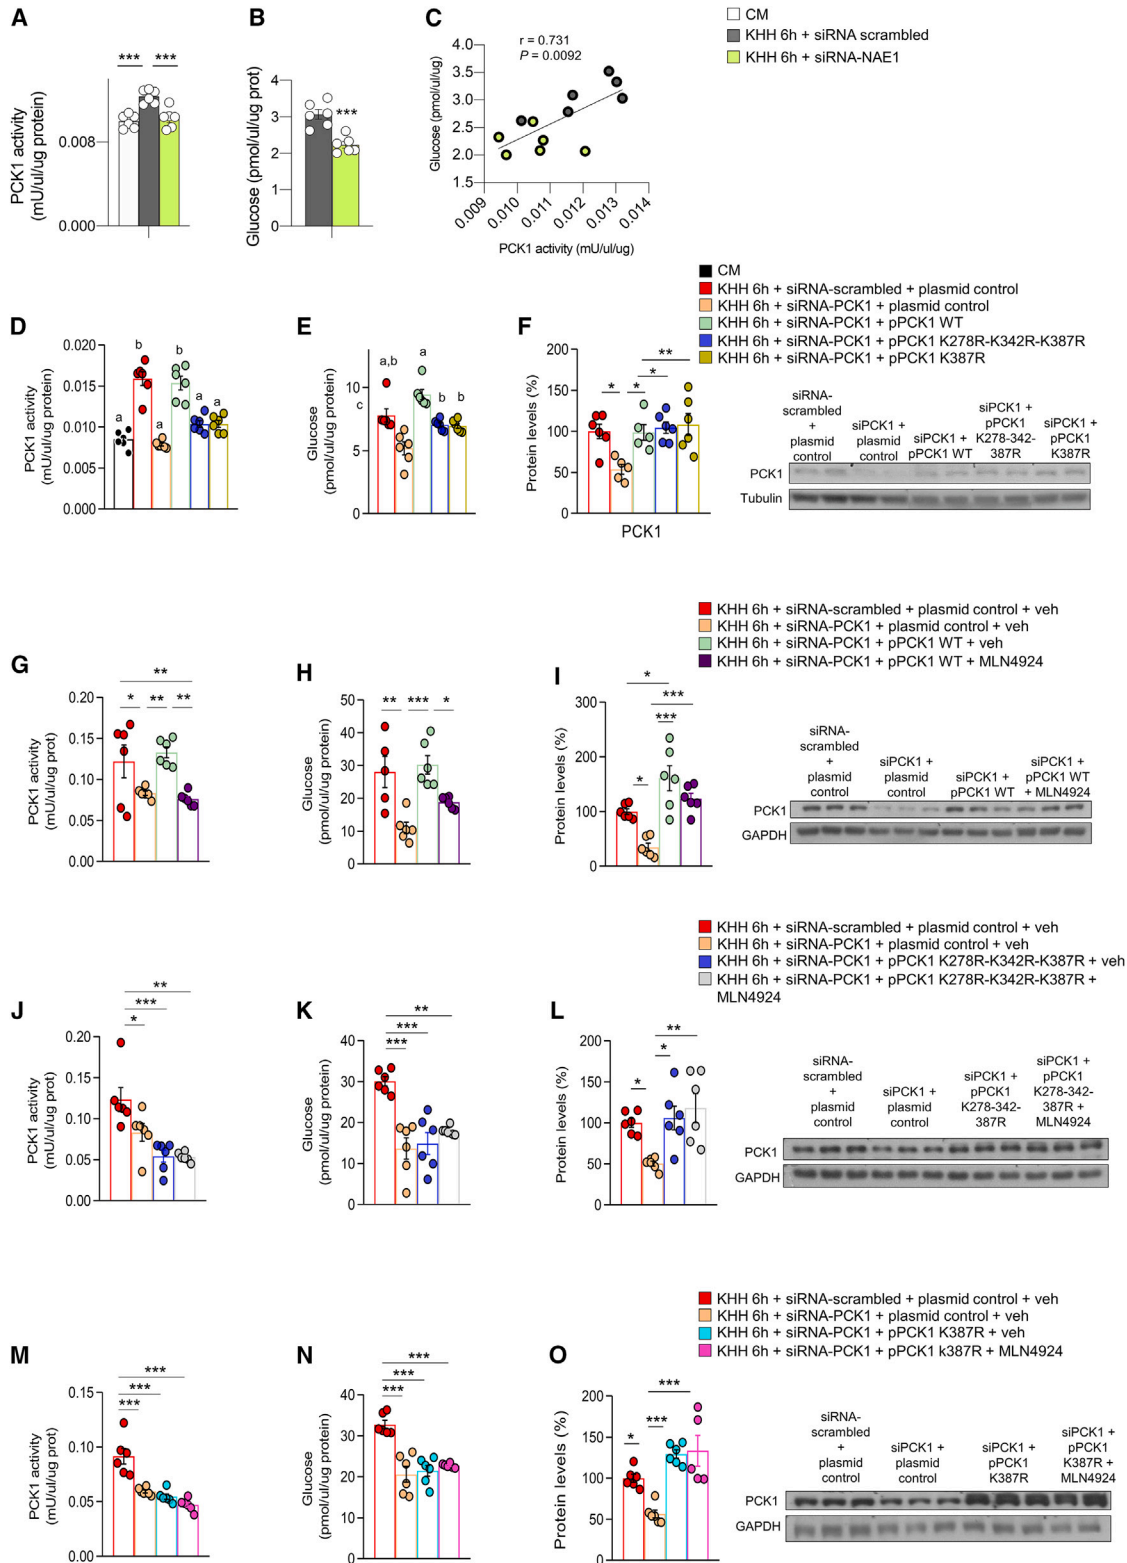 A
B
C
CM
KHH 6h + siRNA scrambled
KHH 6h + siRNA-NAE1
*** ***
PCK1 activity
(mU/ul/ug protein)
0.008
0.000
Glucose (pmol/ul/ug prot)
4
3
2
1
0
***
r = 0.731
P = 0.0092
Glucose (pmol/ul/ug)
4.0
3.5
3.0
2.5
2.0
1.5
0.009
0.010
0.011
0.012
0.013
0.014
PCK1 activity (mU/ul/ug)
CM
KHH 6h + siRNA-scrambled + plasmid control
KHH 6h + siRNA-PCK1 + plasmid control
KHH 6h + siRNA-PCK1 + pPCK1 WT
KHH 6h + siRNA-PCK1 + pPCK1 K278R-K342R-K387R
KHH 6h + siRNA-PCK1 + pPCK1 K387R
D
PCK1 activity
(mU/ul/ug protein)
0.020
0.015
0.010
0.005
0.000
a b a b a a
E
Glucose
(pmol/ul/ug protein)
10
5
0
a,b c a b b
F
Protein levels (%)
200
150
100
50
0
* * * **
PCK1
siRNA-
scrambled
+
plasmid
control
siPCK1 +
plasmid
control
siPCK1 +
pPCK1 WT
siPCK1 +
pPCK1
K278-342-
387R
siPCK1 +
pPCK1
K387R
PCK1
Tubulin
KHH 6h + siRNA-scrambled + plasmid control + veh
KHH 6h + siRNA-PCK1 + plasmid control + veh
KHH 6h + siRNA-PCK1 + pPCK1 WT + veh
KHH 6h + siRNA-PCK1 + pPCK1 WT + MLN4924
G
PCK1 activity
(mU/ul/ug prot)
0.20
0.15
0.10
0.05
0.00
**
* ** **
H
Glucose
(pmol/ul/ug protein)
50
40
30
20
10
0
** *** *
I
Protein levels (%)
300
200
100
0
*
***
***
*
siRNA-
scrambled
+
plasmid
control
siPCK1 +
plasmid
control
siPCK1 +
pPCK1 WT
siPCK1 +
pPCK1 WT
+ MLN4924
PCK1
GAPDH
KHH 6h + siRNA-scrambled + plasmid control + veh
KHH 6h + siRNA-PCK1 + plasmid control + veh
KHH 6h + siRNA-PCK1 + pPCK1 K278R-K342R-K387R + veh
KHH 6h + siRNA-PCK1 + pPCK1 K278R-K342R-K387R +
MLN4924
J
PCK1 activity
(mU/ul/ug prot)
0.20
0.15
0.10
0.05
0.00
**
***
*
K
Glucose
(pmol/ul/ug protein)
40
30
20
10
0
**
***
***
L
Protein levels (%)
200
150
100
50
0
**
*
*
siRNA-
scrambled
+
plasmid
control
siPCK1 +
plasmid
control
siPCK1 +
pPCK1
K278-342-
387R
siPCK1 +
pPCK1
K278-342-
387R +
MLN4924
PCK1
GAPDH
KHH 6h + siRNA-scrambled + plasmid control + veh
KHH 6h + siRNA-PCK1 + plasmid control + veh
KHH 6h + siRNA-PCK1 + pPCK1 K387R + veh
KHH 6h + siRNA-PCK1 + pPCK1 k387R + MLN4924
M
PCK1 activity
(mU/ul/ug prot)
0.15
0.10
0.05
0.00
***
***
***
N
Glucose
(pmol/ul/ug protein)
40
30
20
10
0
***
***
***
O
Protein levels (%)
200
150
100
50
0
***
***
*
siRNA-
scrambled
+
plasmid
control
siPCK1 +
plasmid
control
siPCK1 +
pPCK1
K387R
siPCK1 +
pPCK1
K387R +
MLN4924
PCK1
GAPDH